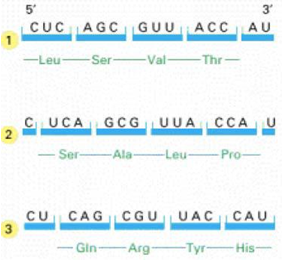 5′ 3′
CUC AGC GUU ACC AU
1
Leu Ser Val Thr
C UCA GCG UUA CCA U
2
Ser Ala Leu Pro
CU CAG CGU UAC CAU
3
Gln Arg Tyr His